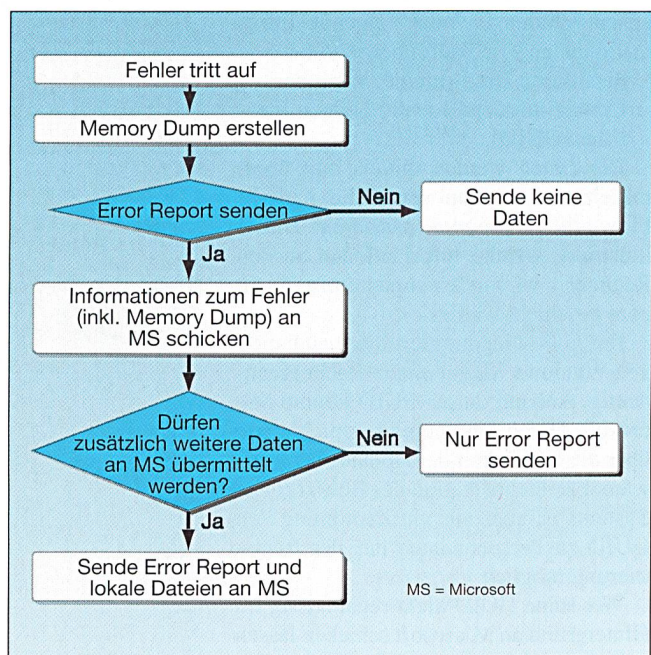 Fehler tritt auf
Memory Dump erstellen
Error Report senden
Nein
Sende keine
Daten
Ja
Informationen zum Fehler
(inkl. Memory Dump) an
MS schicken
Dürfen
zusätzlich weitere Daten
an MS übermittelt
werden?
Nein
Nur Error Report
senden
Ja
Sende Error Report und
lokale Dateien an MS
MS = Microsoft